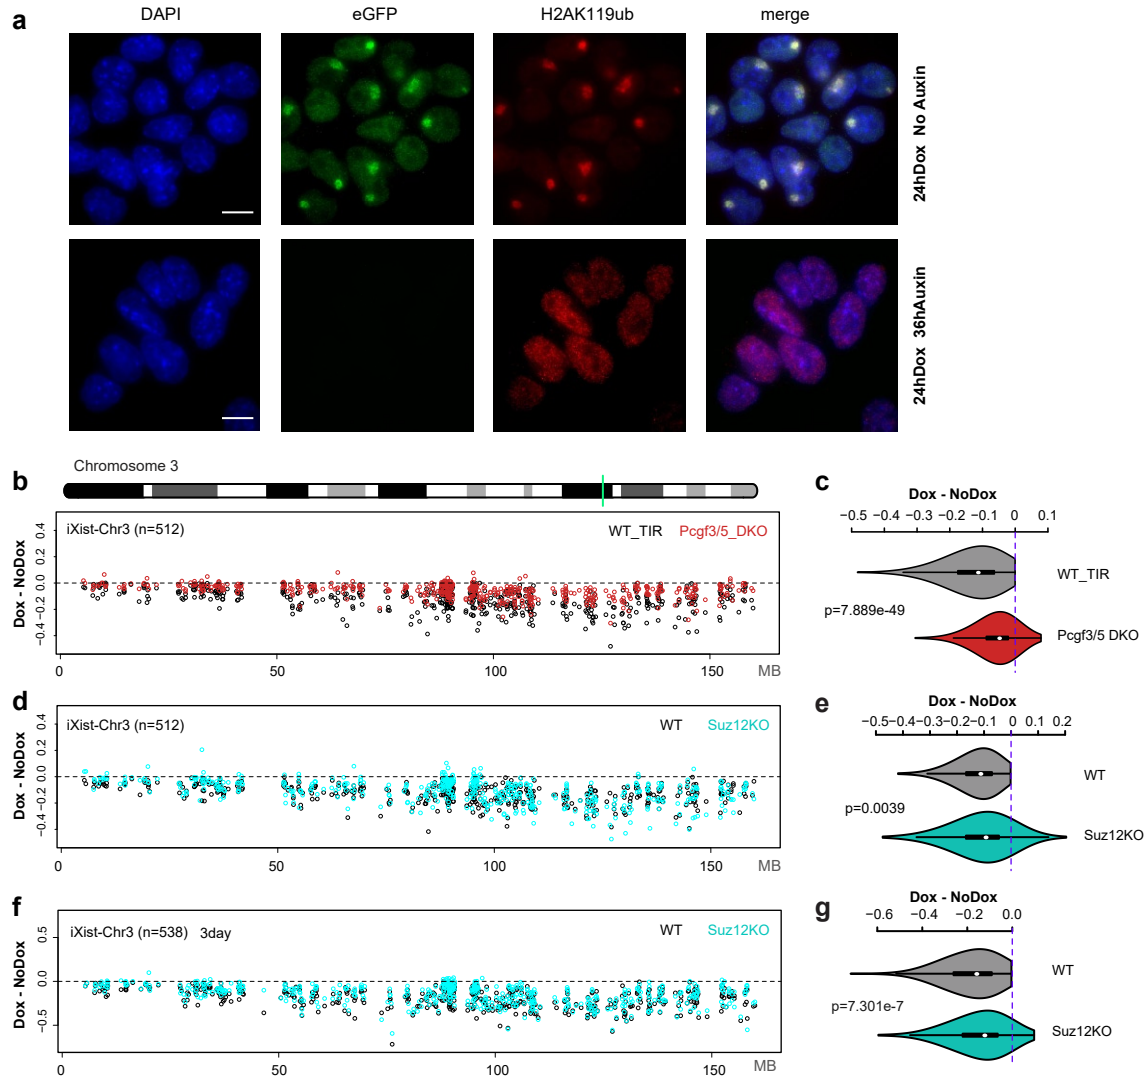 a
DAPI eGFP H2AK119ub merge
24hDox No Auxin
24hDox 36hAuxin
b
Chromosome 3
iXist-Chr3 (n=512) WT_TIR Pcgf3/5_DKO
Dox - NoDox
0.4
0.2
0.0
−0.2
−0.4
0 50 100 150 MB
c
Dox - NoDox
−0.5 −0.4 −0.3 −0.2 −0.1 0 0.1
WT_TIR
p=7.889e-49
Pcgf3/5 DKO
d
iXist-Chr3 (n=512) WT Suz12KO
Dox - NoDox
0.4
0.2
0.0
−0.2
−0.4
0 50 100 150 MB
e
Dox - NoDox
−0.5 −0.4 −0.3 −0.2 −0.1 0 0.1 0.2
WT
p=0.0039
Suz12KO
f
iXist-Chr3 (n=538) 3day WT Suz12KO
Dox - NoDox
0.5
0.0
−0.5
0 50 100 150 MB
g
Dox - NoDox
−0.6 −0.4 −0.2 0.0
WT
p=7.301e-7
Suz12KO